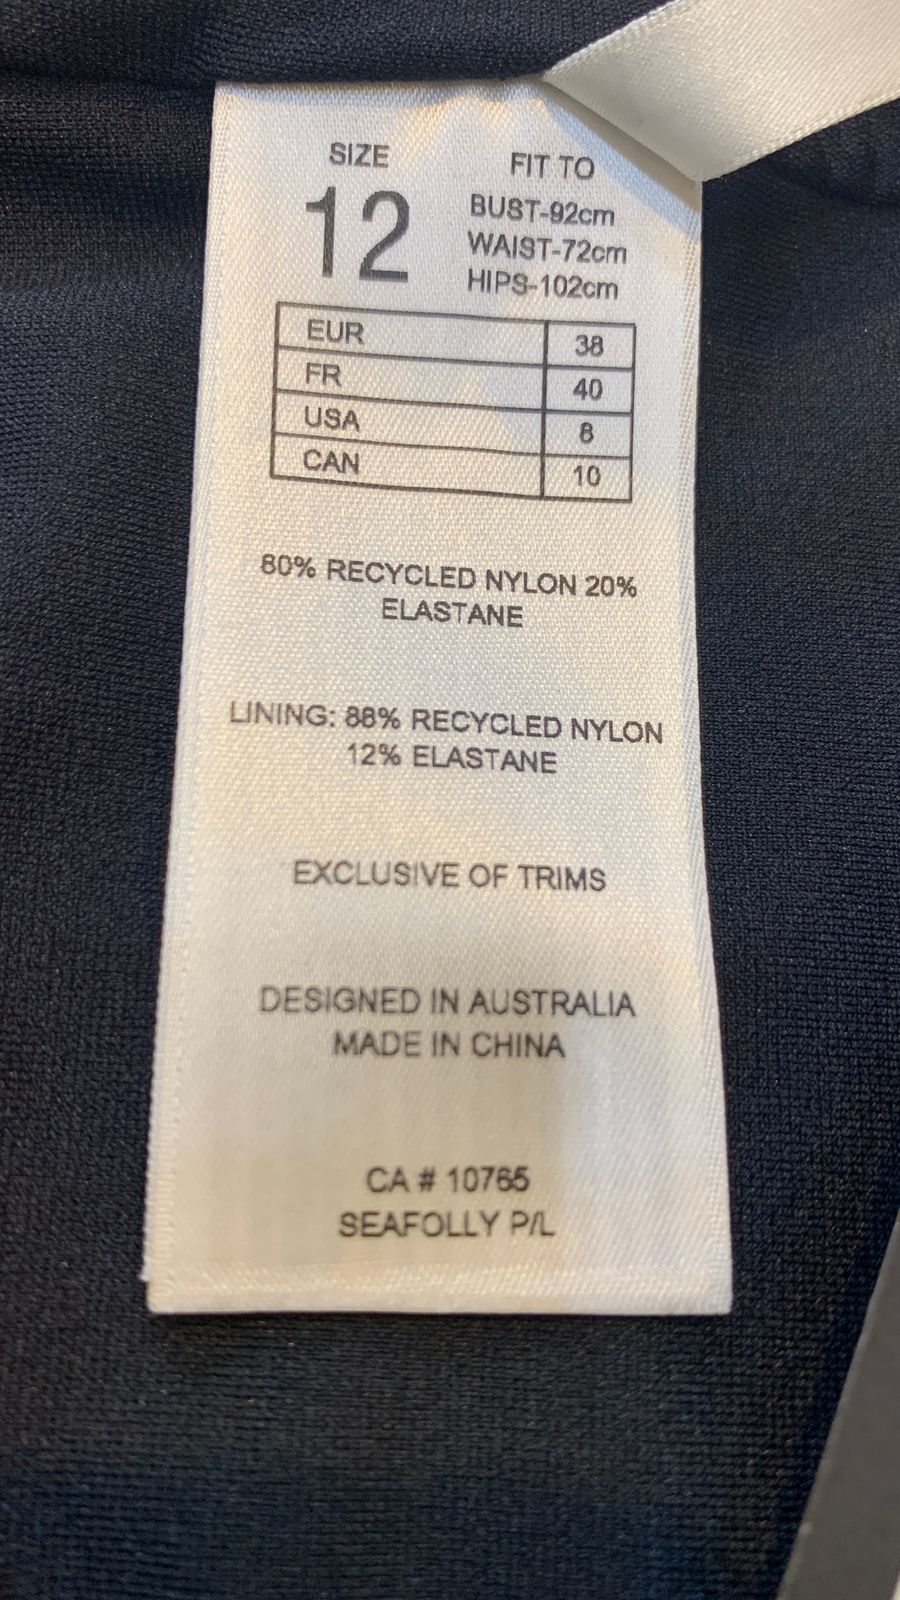 SIZE
12
FIT TO
BUST-92cm
WAIST-72cm
HIPS-102cm
EUR 38
FR 40
USA 8
CAN 10
80% RECYCLED NYLON 20%
ELASTANE
LINING: 88% RECYCLED NYLON
12% ELASTANE
EXCLUSIVE OF TRIMS
DESIGNED IN AUSTRALIA
MADE IN CHINA
CA # 10765
SEAFOLLY P/L